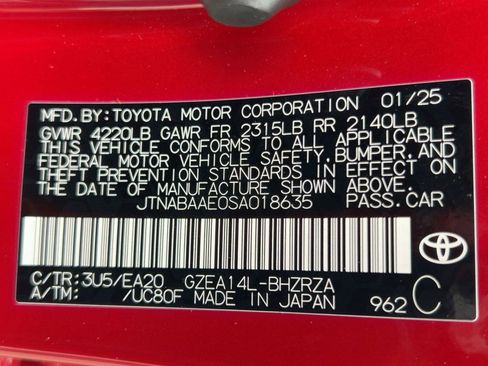 MFD.BY:TOYOTA MOTOR CORPORATION 01/25
GVWR 4220LB GAWR FR 2315LB RR 2140LB
THIS VEHICLE CONFORMS TO ALL APPLICABLE
FEDERAL MOTOR VEHICLE SAFETY,BUMPER,AND
THEFT PREVENTION STANDARDS IN EFFECT ON
THE DATE OF MANUFACTURE SHOWN ABOVE.
JTNABAAE0SA018635 PASS.CAR
C/TR:3U5/EA20 GZEA14L-BHZRZA
A/TM: /UC80F MADE IN JAPAN 962 C
TOYOTA